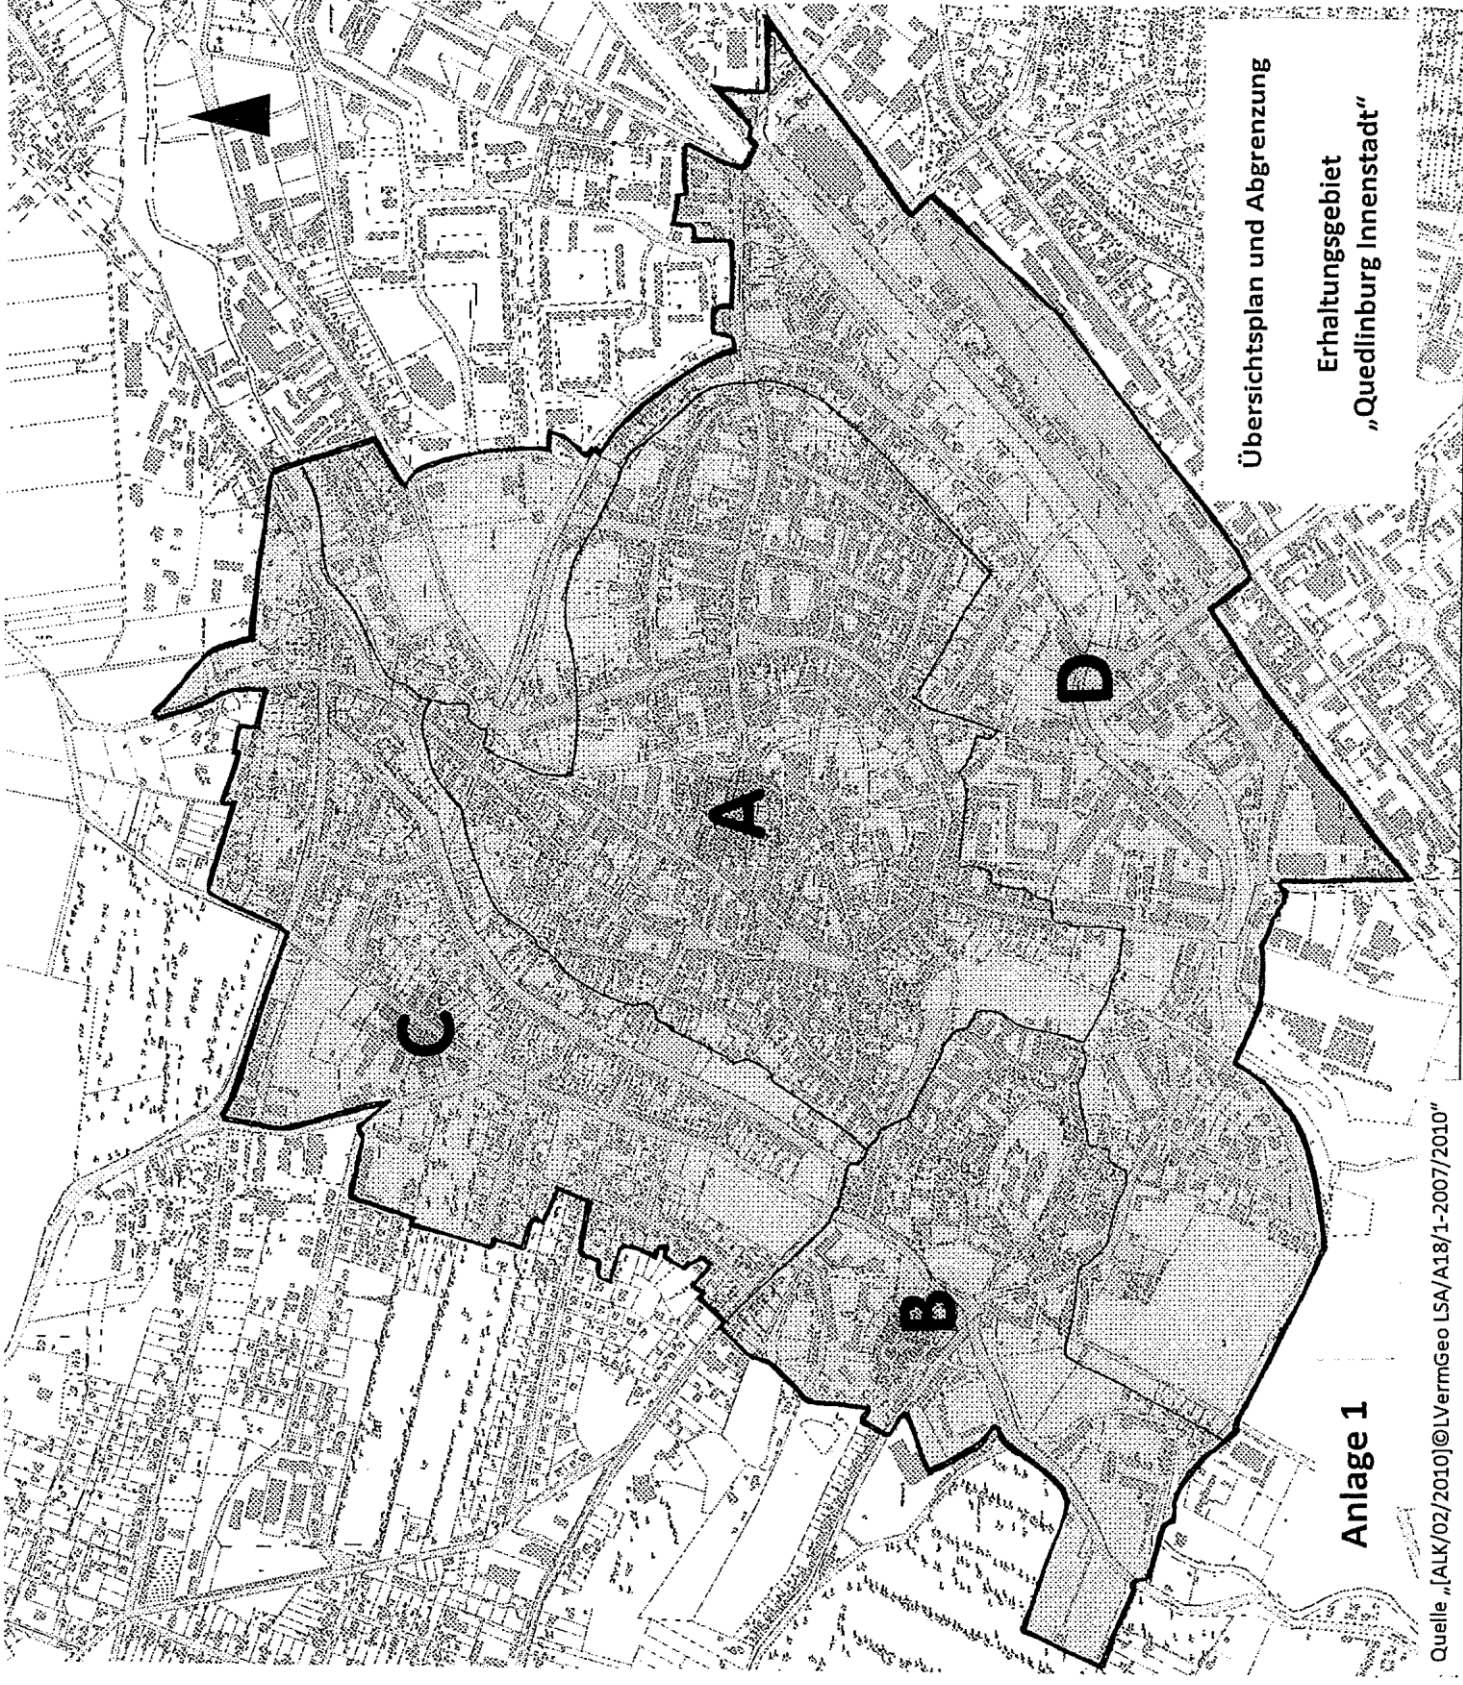 Übersichtsplan und Abgrenzung
Erhaltungsgebiet
„Quedlinburg Innenstadt“
C
A
D
B
Anlage 1
Quelle „[ALK/02/2010]©LVermGeo LSA/A18/1-2007/2010“